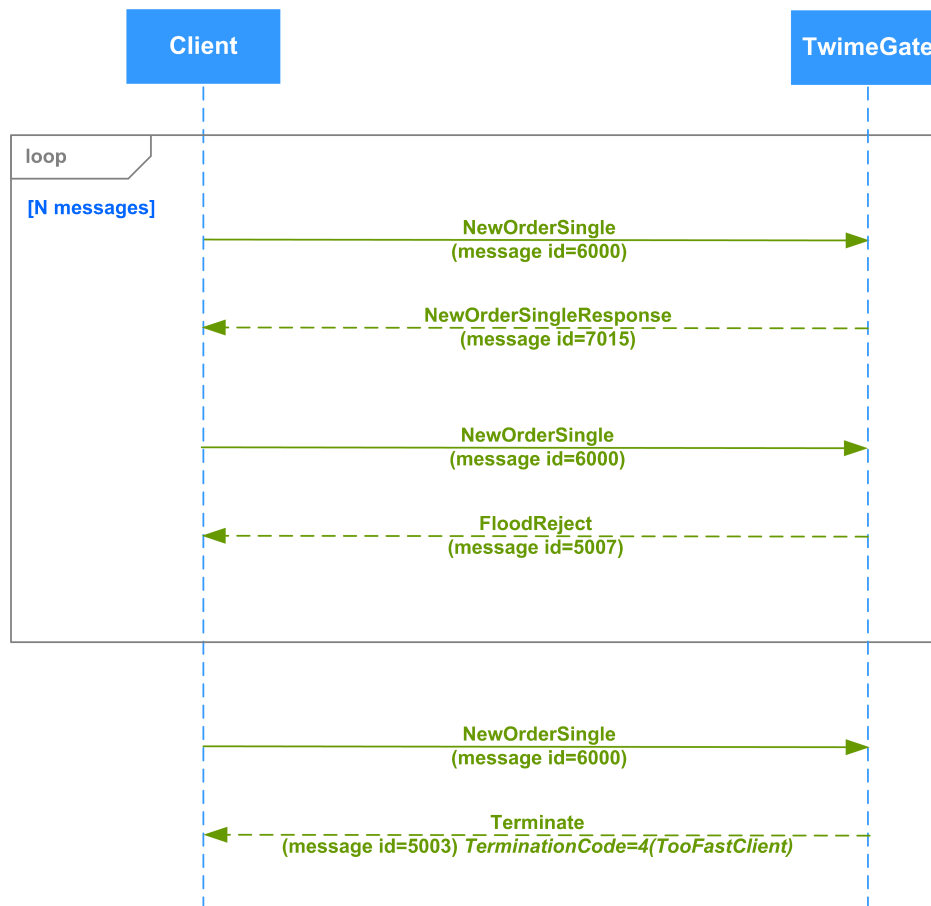 Client
TwimeGate
loop
[N messages]
NewOrderSingle
(message id=6000)
NewOrderSingleResponse
(message id=7015)
NewOrderSingle
(message id=6000)
FloodReject
(message id=5007)
NewOrderSingle
(message id=6000)
Terminate
(message id=5003) TerminationCode=4(TooFastClient)